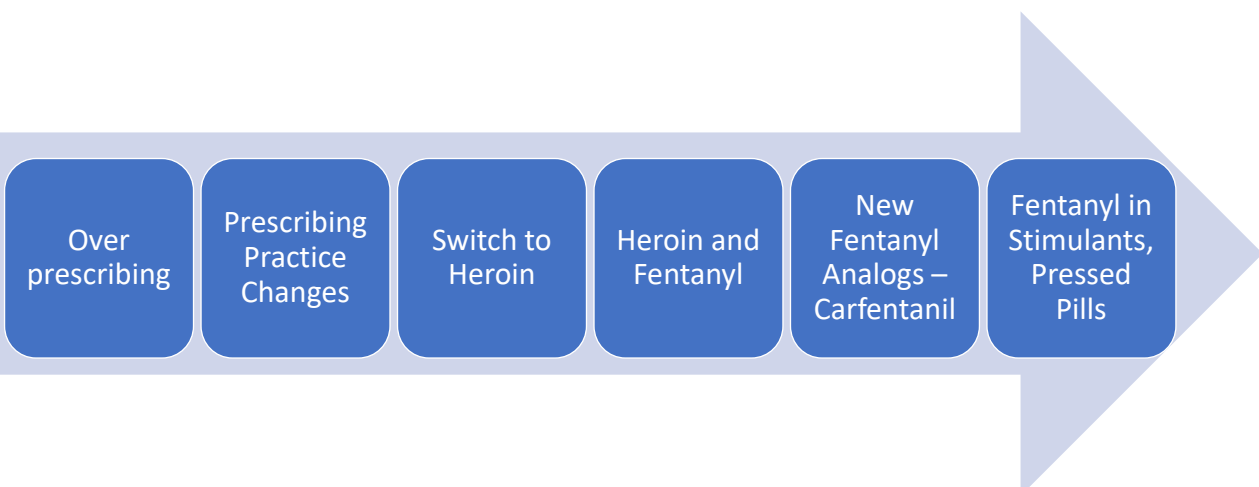 Over
prescribing
Prescribing
Practice
Changes
Switch to
Heroin
Heroin and
Fentanyl
New
Fentanyl
Analogs –
Carfentanil
Fentanyl in
Stimulants,
Pressed
Pills